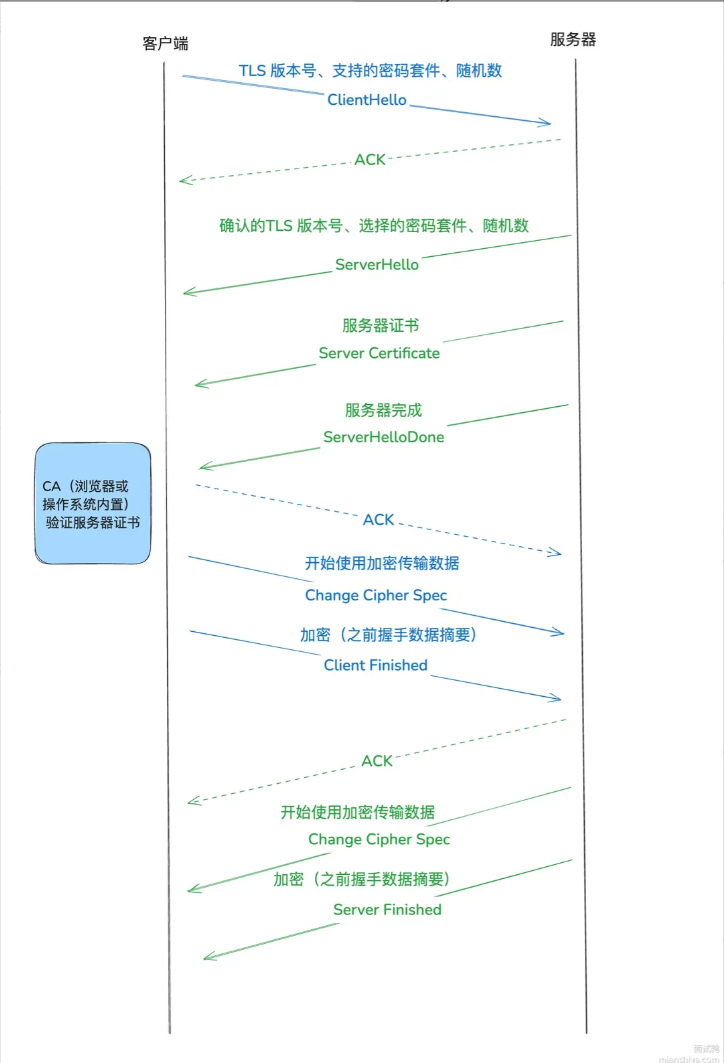 客户端
服务器
TLS 版本号、支持的密码套件、随机数
ClientHello
ACK
确认的TLS 版本号、选择的密码套件、随机数
ServerHello
服务器证书
Server Certificate
服务器完成
ServerHelloDone
CA（浏览器或
操作系统内置）
验证服务器证书
ACK
开始使用加密传输数据
Change Cipher Spec
加密（之前握手数据摘要）
Client Finished
ACK
开始使用加密传输数据
Change Cipher Spec
加密（之前握手数据摘要）
Server Finished
面试鸭
mianshiya.com